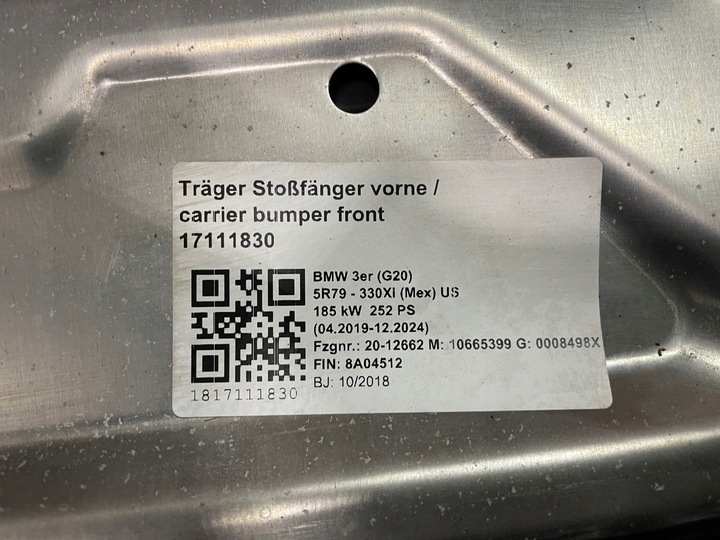 Träger Stoßfänger vorne /
carrier bumper front
17111830
BMW 3er (G20)
5R79 - 330Xi (Mex) US
185 kW 252 PS
(04.2019-12.2024)
Fzgnr.: 20-12662 M: 10665399 G: 0008498X
FIN: 8A04512
BJ: 10/2018
1817111830